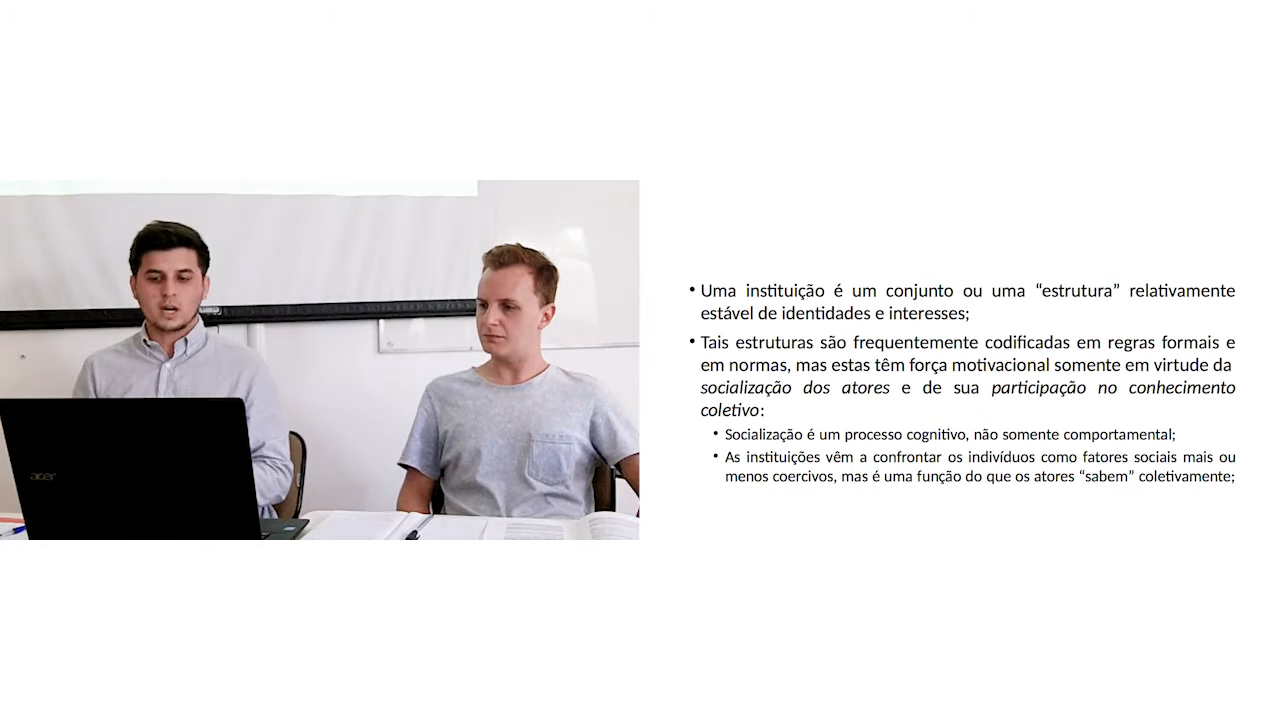 acer
• Uma instituição é um conjunto ou uma “estrutura” relativamente
estável de identidades e interesses;
• Tais estruturas são frequentemente codificadas em regras formais e
em normas, mas estas têm força motivacional somente em virtude da
socialização dos atores e de sua participação no conhecimento
coletivo:
• Socialização é um processo cognitivo, não somente comportamental;
• As instituições vêm a confrontar os indivíduos como fatores sociais mais ou
menos coercivos, mas é uma função do que os atores “sabem” coletivamente;